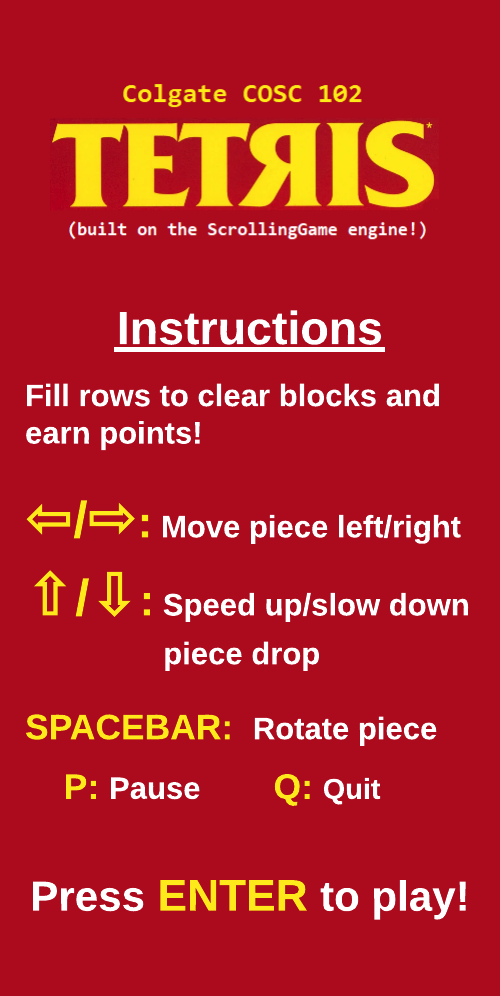 Colgate COSC 102
TETЯIS*
(built on the ScrollingGame engine!)
Instructions
Fill rows to clear blocks and
earn points!
⇦/⇨: Move piece left/right
⇧/⇩: Speed up/slow down
piece drop
SPACEBAR: Rotate piece
P: Pause Q: Quit
Press ENTER to play!